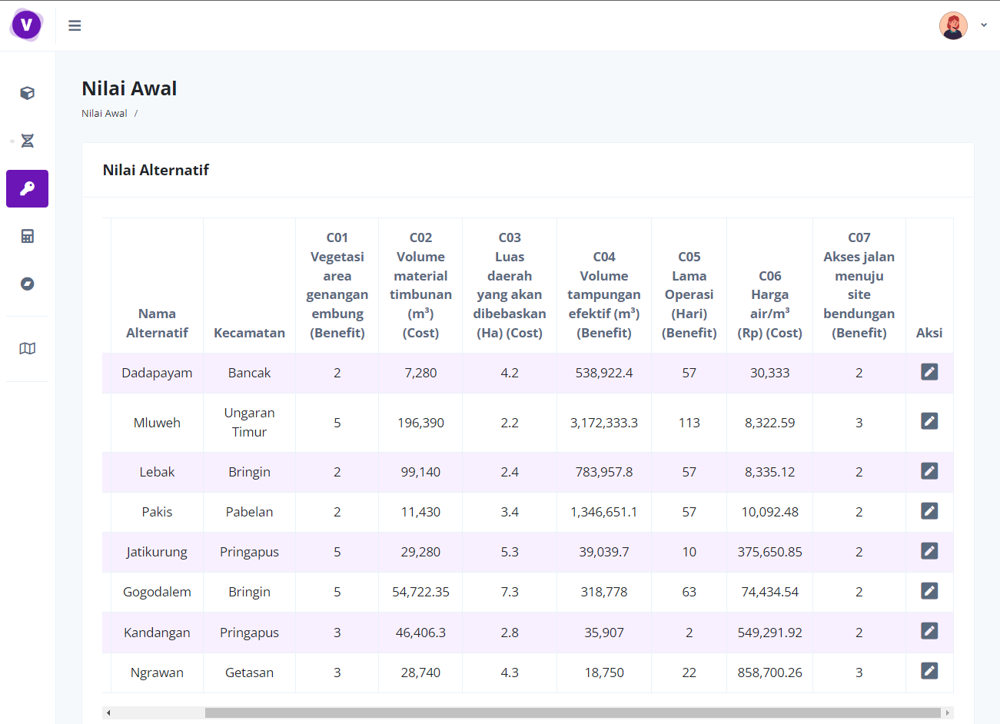 V
Nilai Awal
Nilai Awal /
Nilai Alternatif
Nama Alternatif Kecamatan C01 Vegetasi area genangan embung (Benefit) C02 Volume material timbunan (m³) (Cost) C03 Luas daerah yang akan dibebaskan (Ha) (Cost) C04 Volume tampungan efektif (m³) (Benefit) C05 Lama Operasi (Hari) (Benefit) C06 Harga air/m³ (Rp) (Cost) C07 Akses jalan menuju site bendungan (Benefit) Aksi
Dadapayam Bancak 2 7,280 4.2 538,922.4 57 30,333 2
Mluweh Ungaran Timur 5 196,390 2.2 3,172,333.3 113 8,322.59 3
Lebak Bringin 2 99,140 2.4 783,957.8 57 8,335.12 2
Pakis Pabelan 2 11,430 3.4 1,346,651.1 57 10,092.48 2
Jatikurung Pringapus 5 29,280 5.3 39,039.7 10 375,650.85 2
Gogodalem Bringin 5 54,722.35 7.3 318,778 63 74,434.54 2
Kandangan Pringapus 3 46,406.3 2.8 35,907 2 549,291.92 2
Ngrawan Getasan 3 28,740 4.3 18,750 22 858,700.26 3